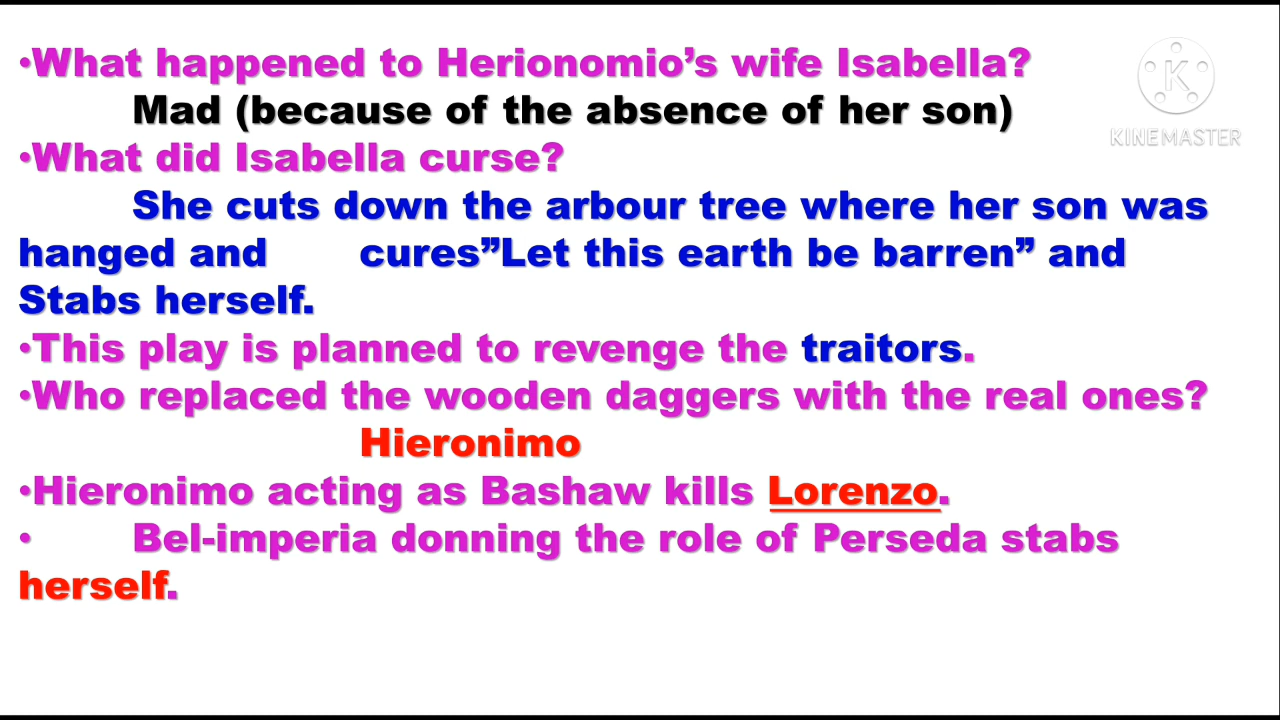 •What happened to Herionomio’s wife Isabella?
Mad (because of the absence of her son)
•What did Isabella curse?
She cuts down the arbour tree where her son was
hanged and cures”Let this earth be barren” and
Stabs herself.
•This play is planned to revenge the traitors.
•Who replaced the wooden daggers with the real ones?
Hieronimo
•Hieronimo acting as Bashaw kills Lorenzo.
• Bel-imperia donning the role of Perseda stabs
herself.
K
KINEMASTER